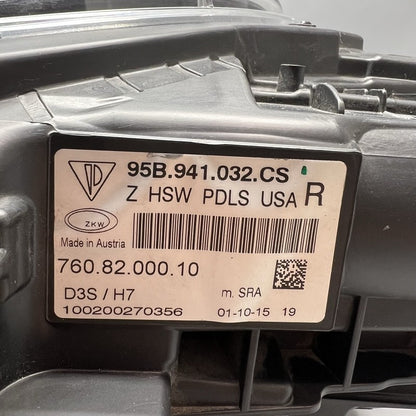 95B.941.032.CS
Z HSW PDLS USA R
ZKW
Made in Austria
760.82.000.10
D3S / H7 m. SRA
100200270356 01-10-15 19